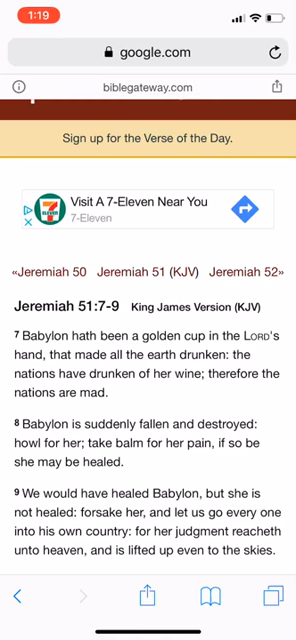 1:19
google.com
biblegateway.com
Sign up for the Verse of the Day.
Visit A 7-Eleven Near You
7-Eleven
«Jeremiah 50 Jeremiah 51 (KJV) Jeremiah 52»
Jeremiah 51:7-9 King James Version (KJV)
7 Babylon hath been a golden cup in the LORD'S
hand, that made all the earth drunken: the
nations have drunken of her wine; therefore the
nations are mad.
8 Babylon is suddenly fallen and destroyed:
howl for her; take balm for her pain, if so be
she may be healed.
9 We would have healed Babylon, but she is
not healed: forsake her, and let us go every one
into his own country: for her judgment reacheth
unto heaven, and is lifted up even to the skies.